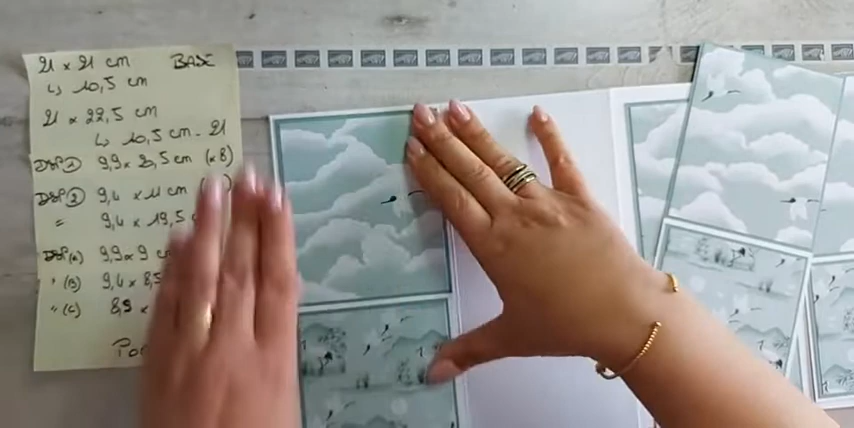 21 x 21 cm BASE
↳ 10,5 cm
21 x 22,5 cm
↳ 10,5 cm - 21
DSP① 9,9 x 20,5 cm (x8)
DSP② 9,4 x 11 cm
" 9,4 x 19,5 c
DSP(A) 9,9 x 9 c
" (B) 9,4 x 8,5
" (C) 8,9 x